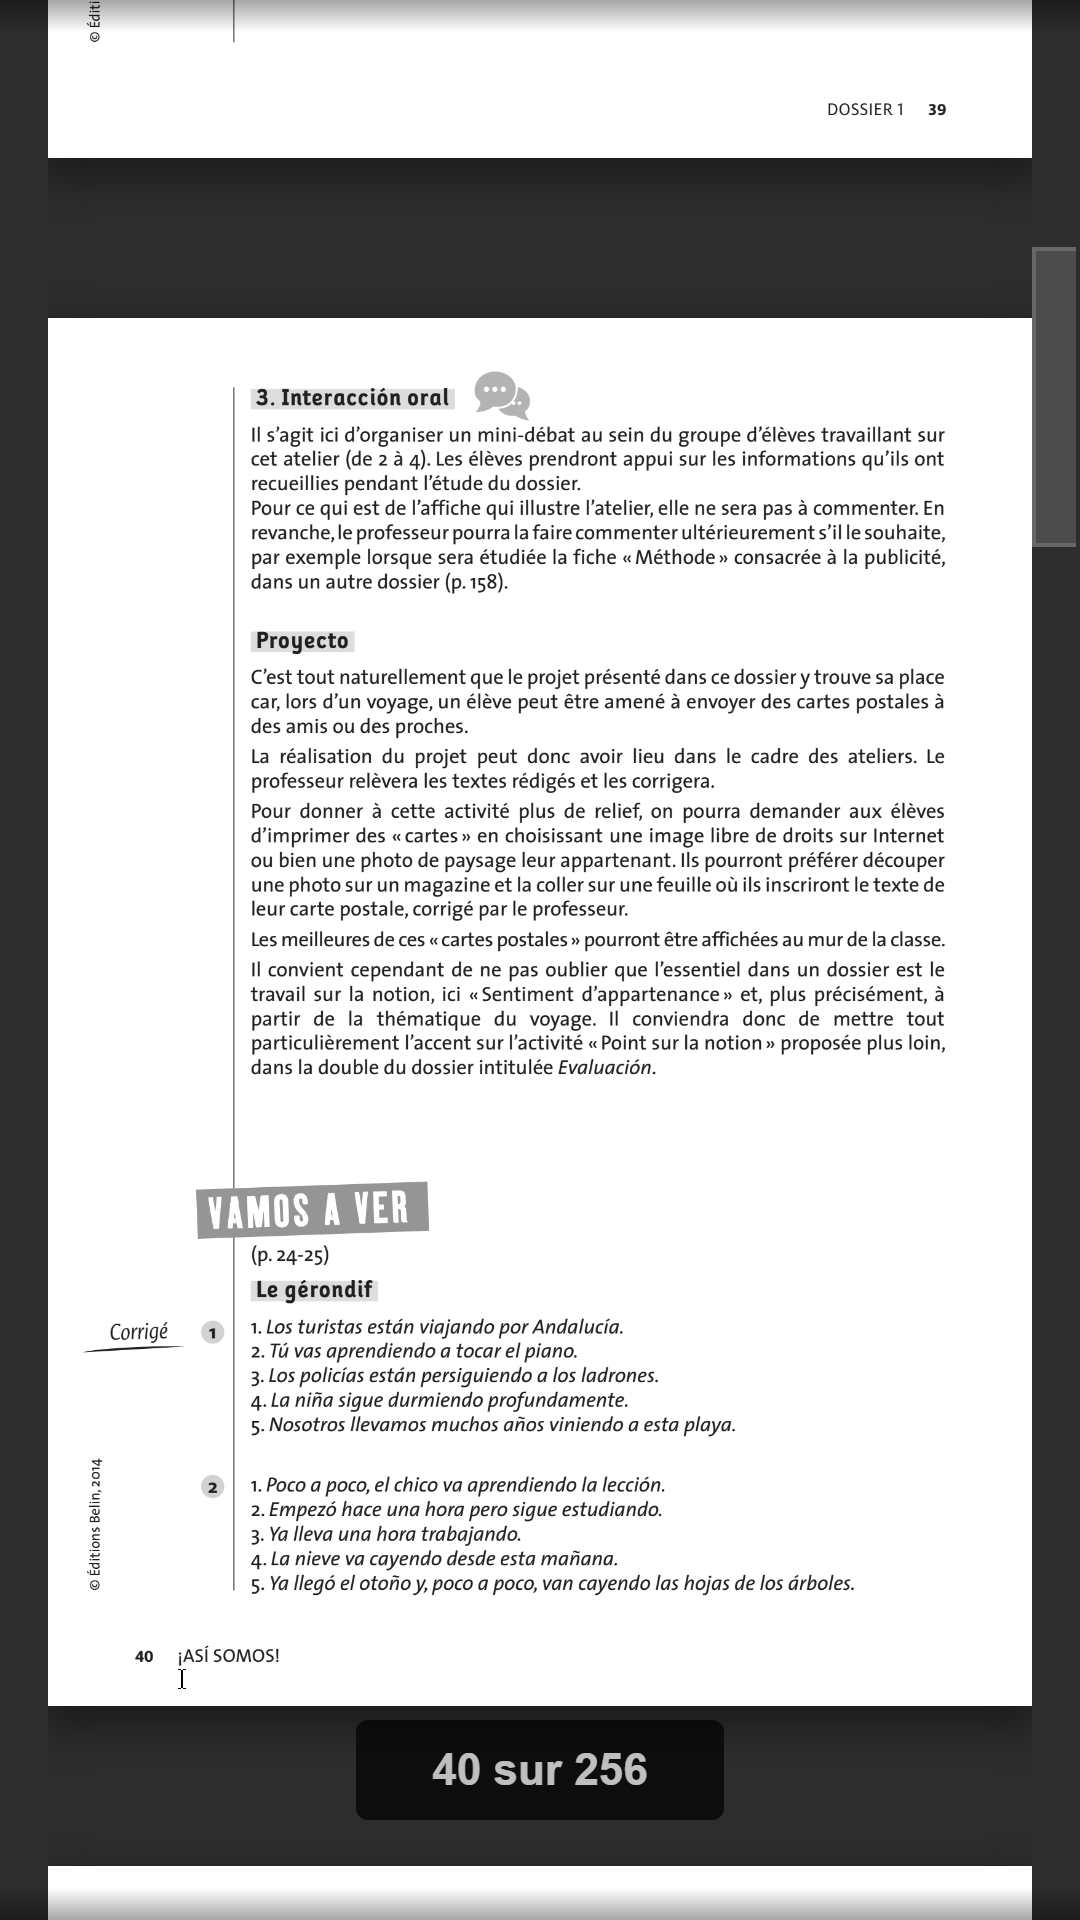 © Éditi
DOSSIER 1 39
3. Interacción oral
Il s’agit ici d’organiser un mini-débat au sein du groupe d’élèves travaillant sur
cet atelier (de 2 à 4). Les élèves prendront appui sur les informations qu’ils ont
recueillies pendant l’étude du dossier.
Pour ce qui est de l’affiche qui illustre l’atelier, elle ne sera pas à commenter. En
revanche, le professeur pourra la faire commenter ultérieurement s’il le souhaite,
par exemple lorsque sera étudiée la fiche « Méthode » consacrée à la publicité,
dans un autre dossier (p. 158).
Proyecto
C’est tout naturellement que le projet présenté dans ce dossier y trouve sa place
car, lors d’un voyage, un élève peut être amené à envoyer des cartes postales à
des amis ou des proches.
La réalisation du projet peut donc avoir lieu dans le cadre des ateliers. Le
professeur relèvera les textes rédigés et les corrigera.
Pour donner à cette activité plus de relief, on pourra demander aux élèves
d’imprimer des « cartes » en choisissant une image libre de droits sur Internet
ou bien une photo de paysage leur appartenant. Ils pourront préférer découper
une photo sur un magazine et la coller sur une feuille où ils inscriront le texte de
leur carte postale, corrigé par le professeur.
Les meilleures de ces « cartes postales » pourront être affichées au mur de la classe.
Il convient cependant de ne pas oublier que l’essentiel dans un dossier est le
travail sur la notion, ici « Sentiment d’appartenance » et, plus précisément, à
partir de la thématique du voyage. Il conviendra donc de mettre tout
particulièrement l’accent sur l’activité « Point sur la notion » proposée plus loin,
dans la double du dossier intitulée Evaluación.
VAMOS A VER
(p. 24-25)
Le gérondif
Corrigé 1 1. Los turistas están viajando por Andalucía.
2. Tú vas aprendiendo a tocar el piano.
3. Los policías están persiguiendo a los ladrones.
4. La niña sigue durmiendo profundamente.
5. Nosotros llevamos muchos años viniendo a esta playa.
2 1. Poco a poco, el chico va aprendiendo la lección.
2. Empezó hace una hora pero sigue estudiando.
3. Ya lleva una hora trabajando.
4. La nieve va cayendo desde esta mañana.
5. Ya llegó el otoño y, poco a poco, van cayendo las hojas de los árboles.
© Éditions Belin, 2014
40 ¡ASÍ SOMOS!
40 sur 256